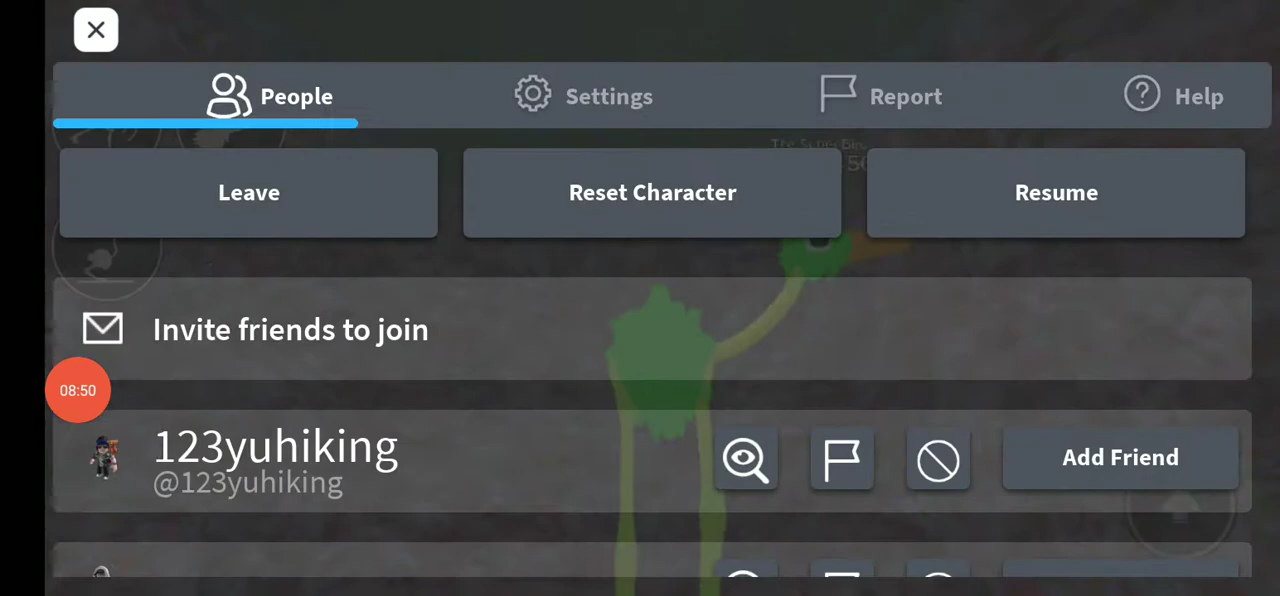 People
Settings
Report
Help
Leave
Reset Character
Resume
Invite friends to join
08:50
123yuhiking
@123yuhiking
Add Friend